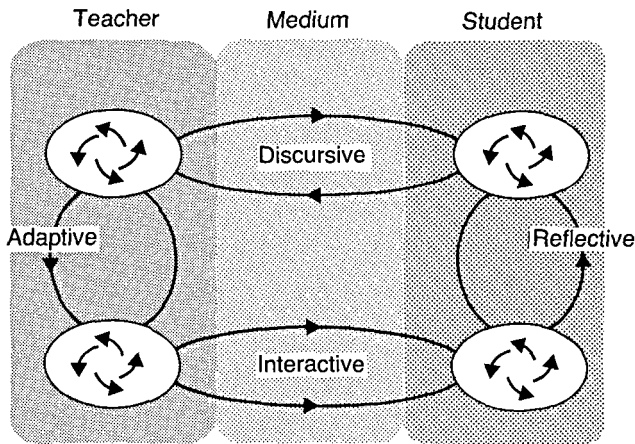 Teacher
Medium
Student
Discursive
Adaptive
Reflective
Interactive